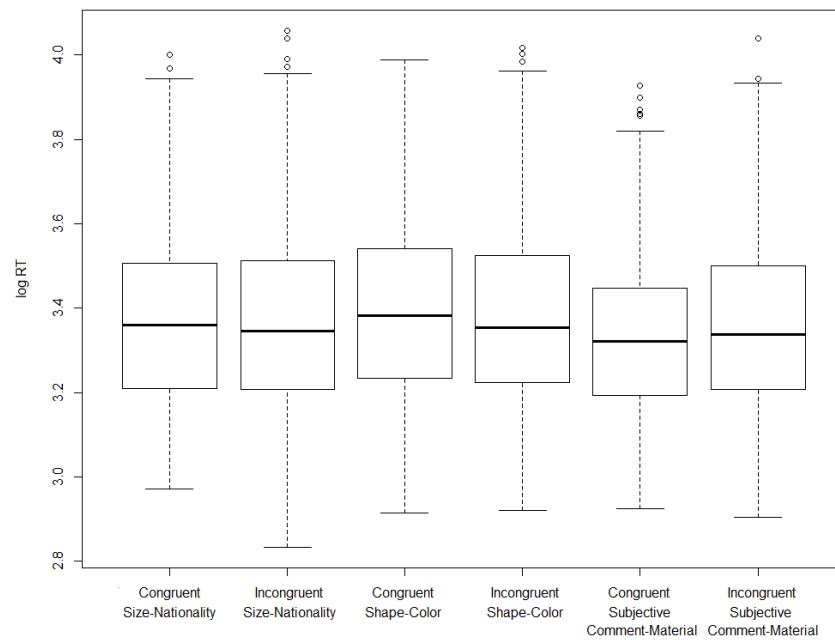 log RT
4.0
3.8
3.6
3.4
3.2
3.0
2.8
Congruent
Size-Nationality
Incongruent
Size-Nationality
Congruent
Shape-Color
Incongruent
Shape-Color
Congruent
Subjective
Comment-Material
Incongruent
Subjective
Comment-Material